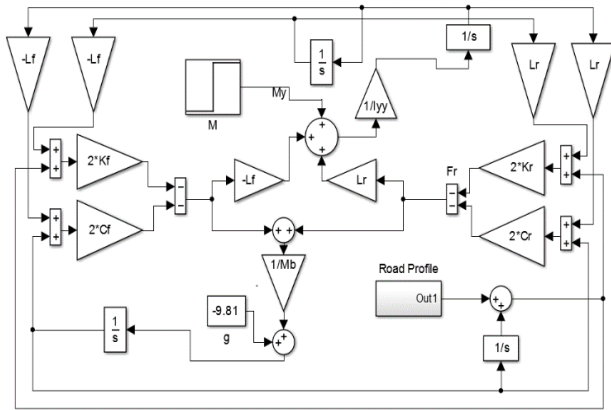 -Lf
-Lf
1
s
1/s
Lr
Lr
My
M
1/Iyy
+
+
+
+
+
2*Kf
-
-
-Lf
Lr
Fr
-
-
2*Kr
+
+
+
+
2*Cf
2*Cr
+
+
+ +
1/Mb
Road Profile
Out1
+
+
-9.81
g
+
+
1
s
1/s